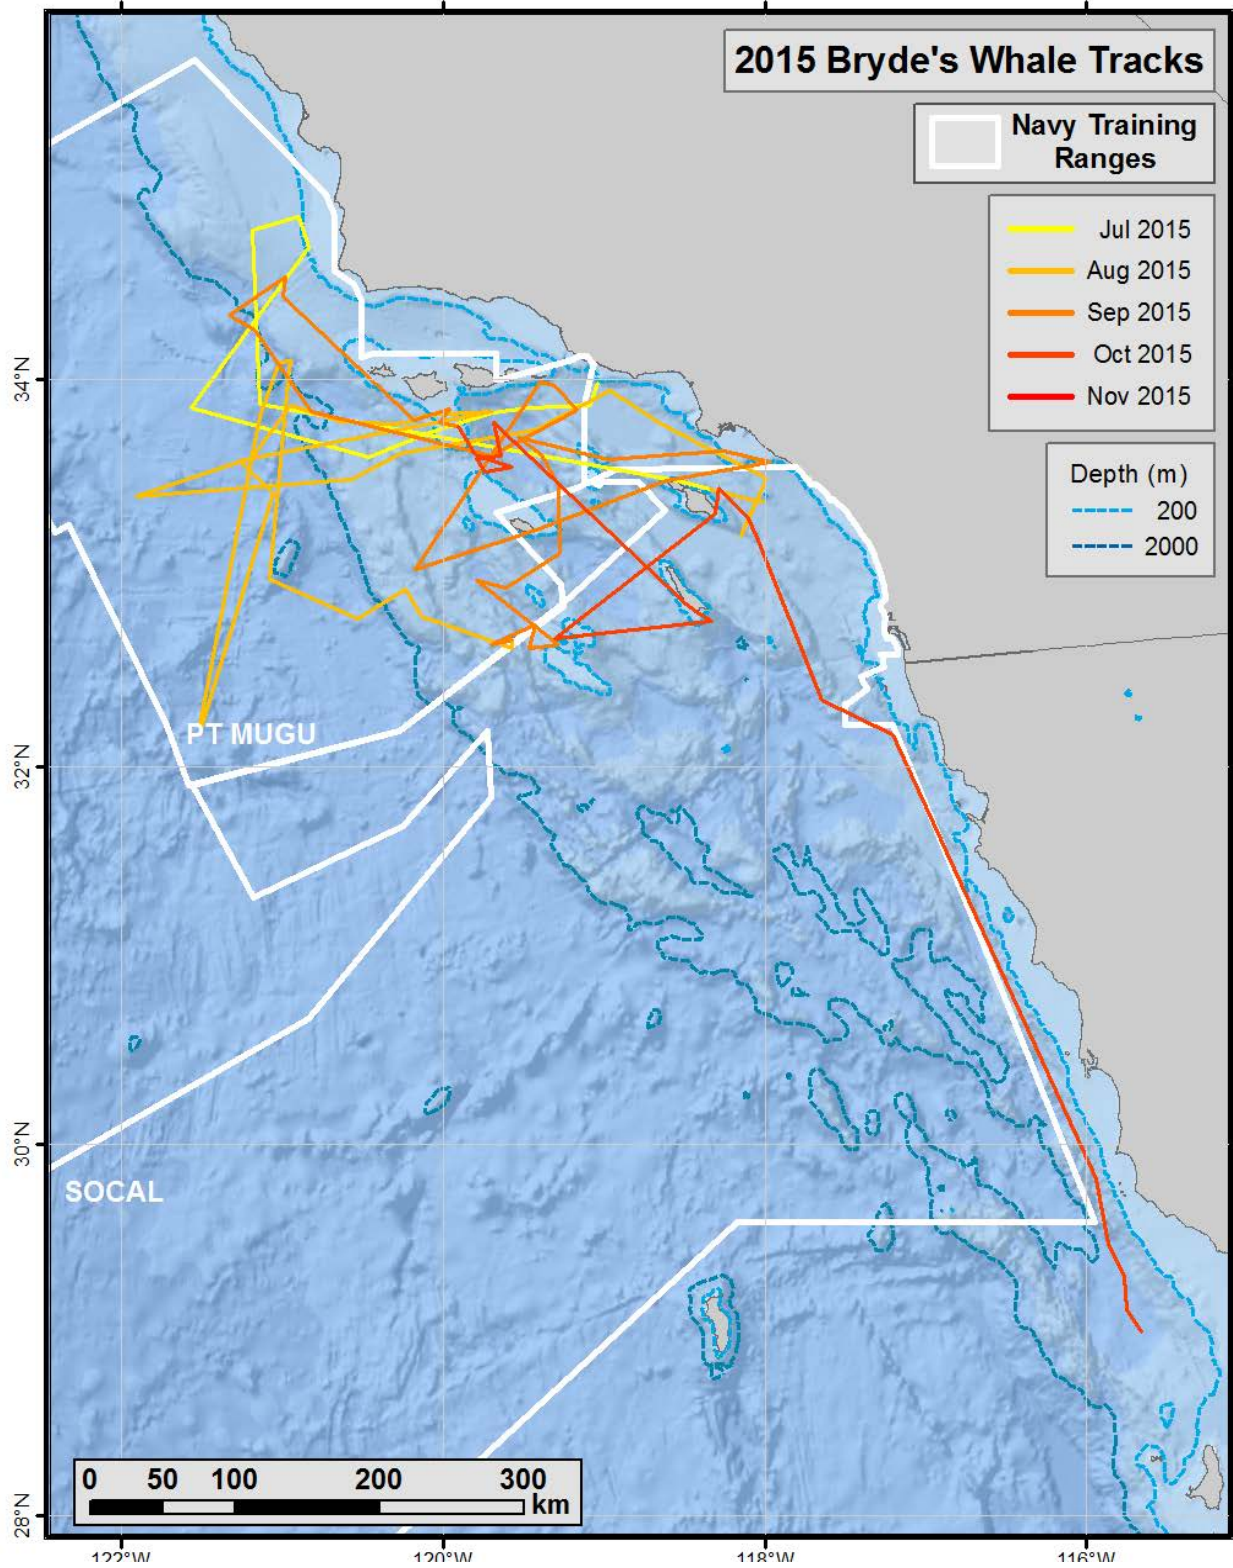 2015 Bryde's Whale Tracks
Navy Training
Ranges
Jul 2015
Aug 2015
Sep 2015
Oct 2015
Nov 2015
Depth (m)
200
2000
34°N
32°N
30°N
28°N
PT MUGU
SOCAL
0 50 100 200 300
km
122°W 120°W 118°W 116°W